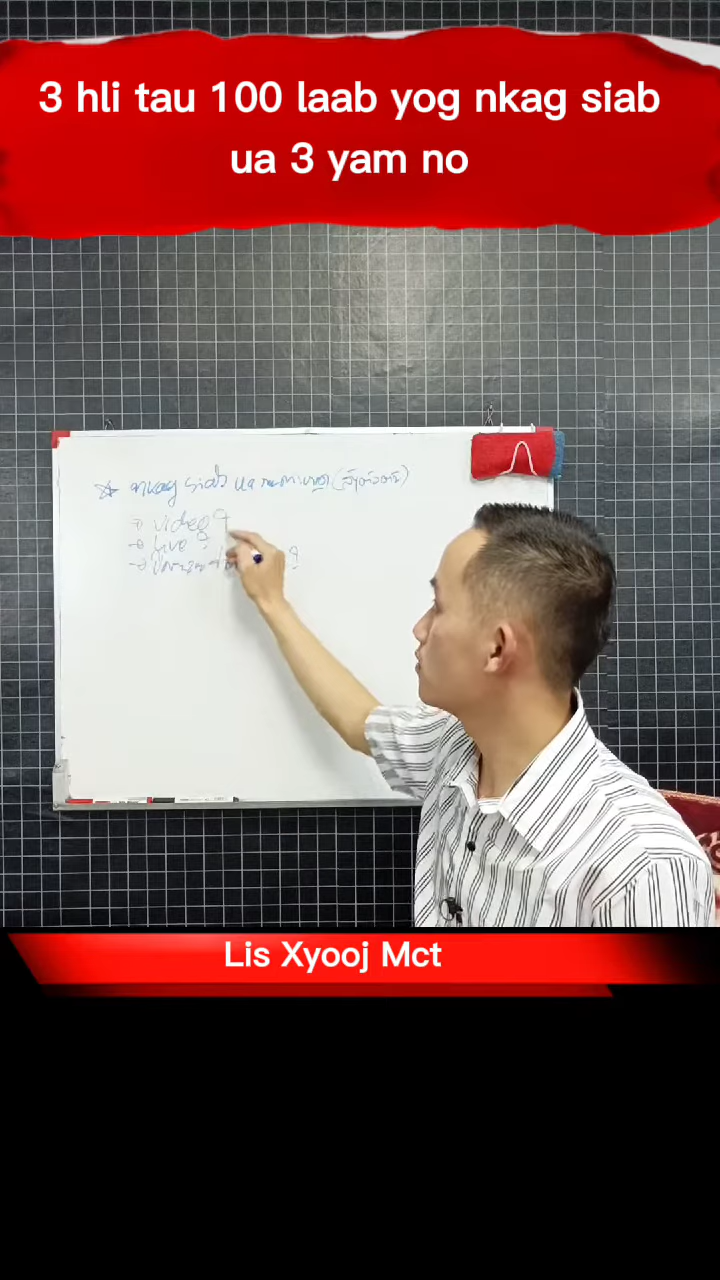 3 hli tau 100 laab yog nkag siab
ua 3 yam no
nkag siab ua
→ video?
→ live?
Lis Xyooj Mct